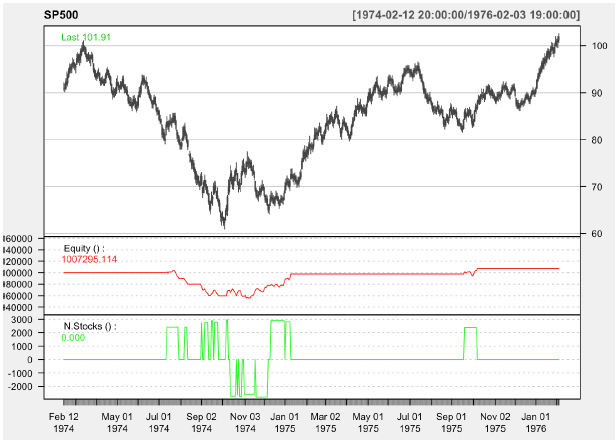 SP500 [1974-02-12 20:00:00/1976-02-03 19:00:00]
Last 101.91
100
90
80
70
60
Equity () :
1007295.114
N.Stocks () :
0.000
3000
2000
1000
0
-1000
-2000
Feb 12 May 01 Jul 01 Sep 02 Nov 03 Jan 01 Mar 02 May 01 Jul 01 Sep 01 Nov 02 Jan 01
1974 1974 1974 1974 1974 1975 1975 1975 1975 1975 1975 1976